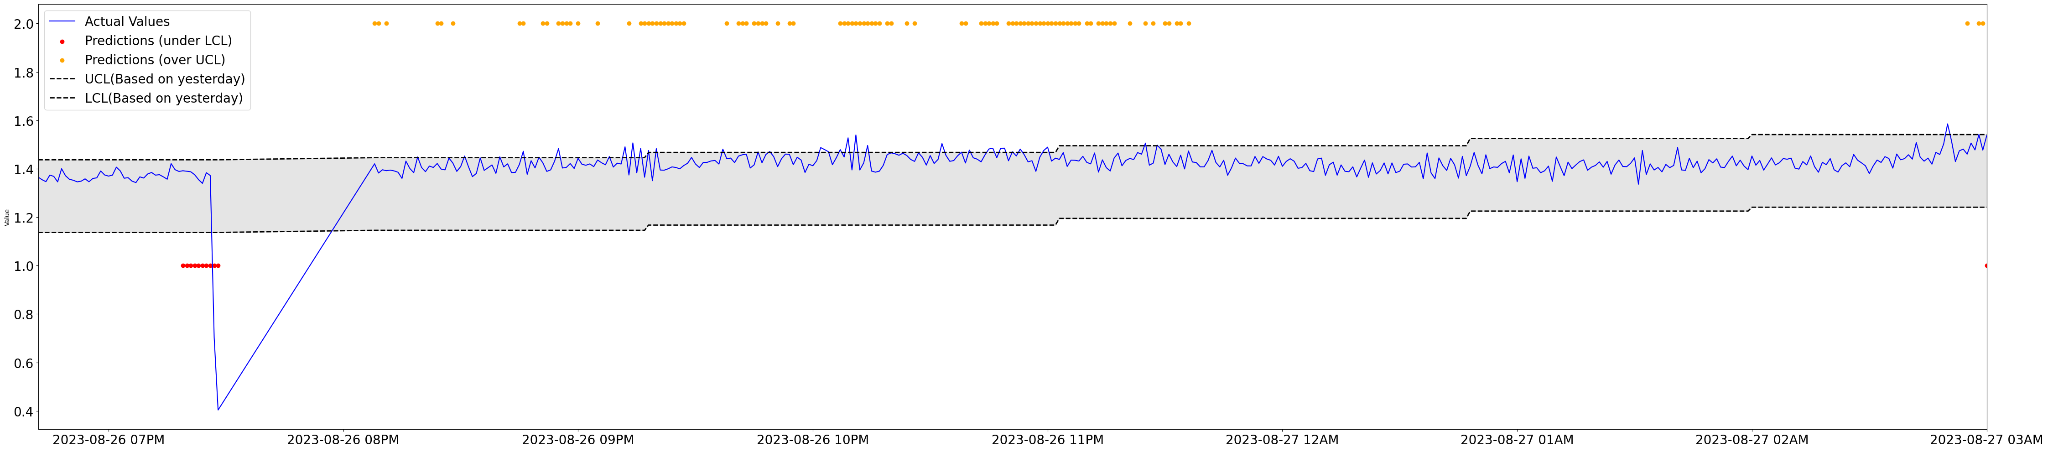 2.0
1.8
1.6
1.4
1.2
1.0
0.8
0.6
0.4
Value
Actual Values
Predictions (under LCL)
Predictions (over UCL)
UCL(Based on yesterday)
LCL(Based on yesterday)
2023-08-26 07PM 2023-08-26 08PM 2023-08-26 09PM 2023-08-26 10PM 2023-08-26 11PM 2023-08-27 12AM 2023-08-27 01AM 2023-08-27 02AM 2023-08-27 03AM